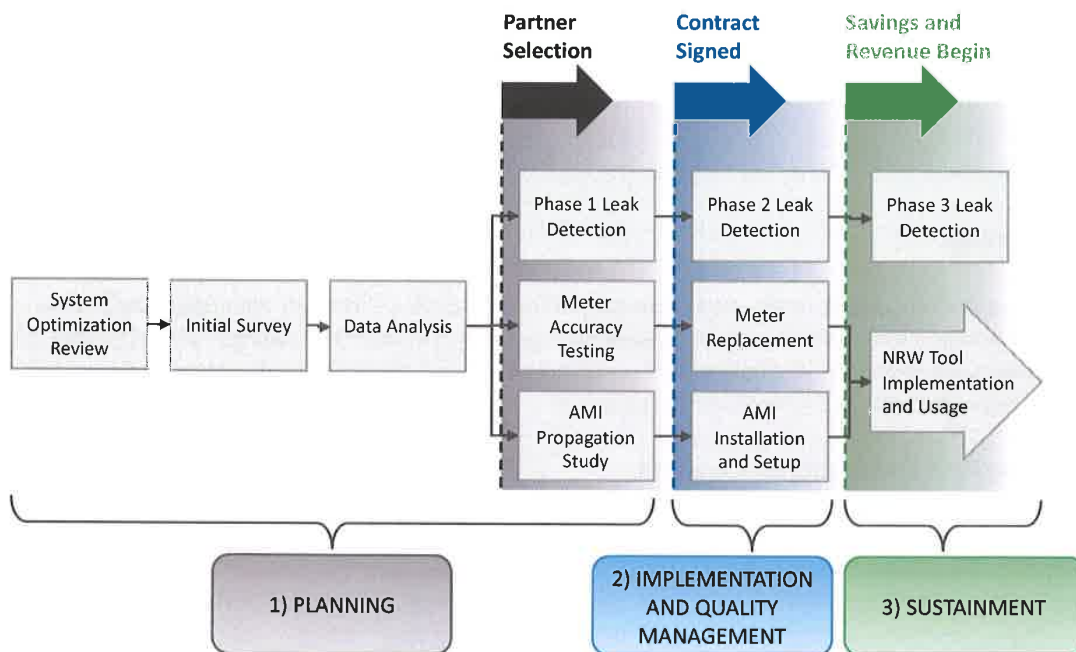 Partner
Selection
Contract
Signed
Savings and
Revenue Begin
Phase 1 Leak
Detection
Phase 2 Leak
Detection
Phase 3 Leak
Detection
System
Optimization
Review
Initial Survey
Data Analysis
Meter
Accuracy
Testing
Meter
Replacement
NRW Tool
Implementation
and Usage
AMI
Propagation
Study
AMI
Installation
and Setup
1) PLANNING
2) IMPLEMENTATION
AND QUALITY
MANAGEMENT
3) SUSTAINMENT